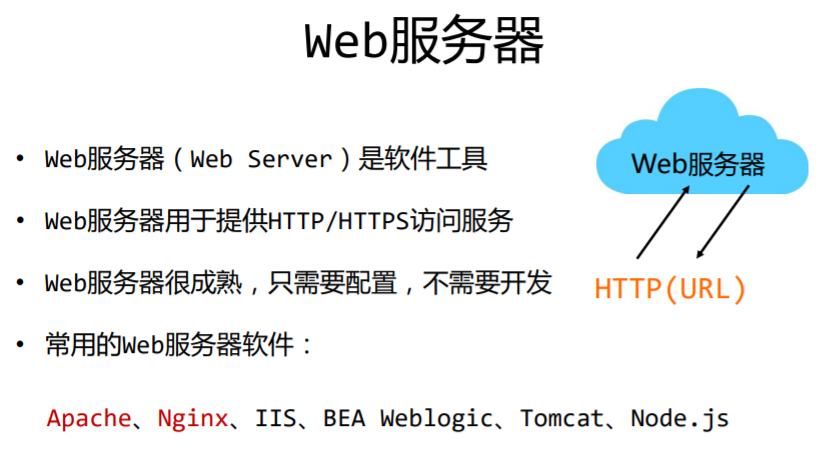 Web服务器
• Web服务器（Web Server）是软件工具
• Web服务器用于提供HTTP/HTTPS访问服务
• Web服务器很成熟，只需要配置，不需要开发
• 常用的Web服务器软件：
Apache、Nginx、IIS、BEA Weblogic、Tomcat、Node.js
Web服务器
HTTP(URL)